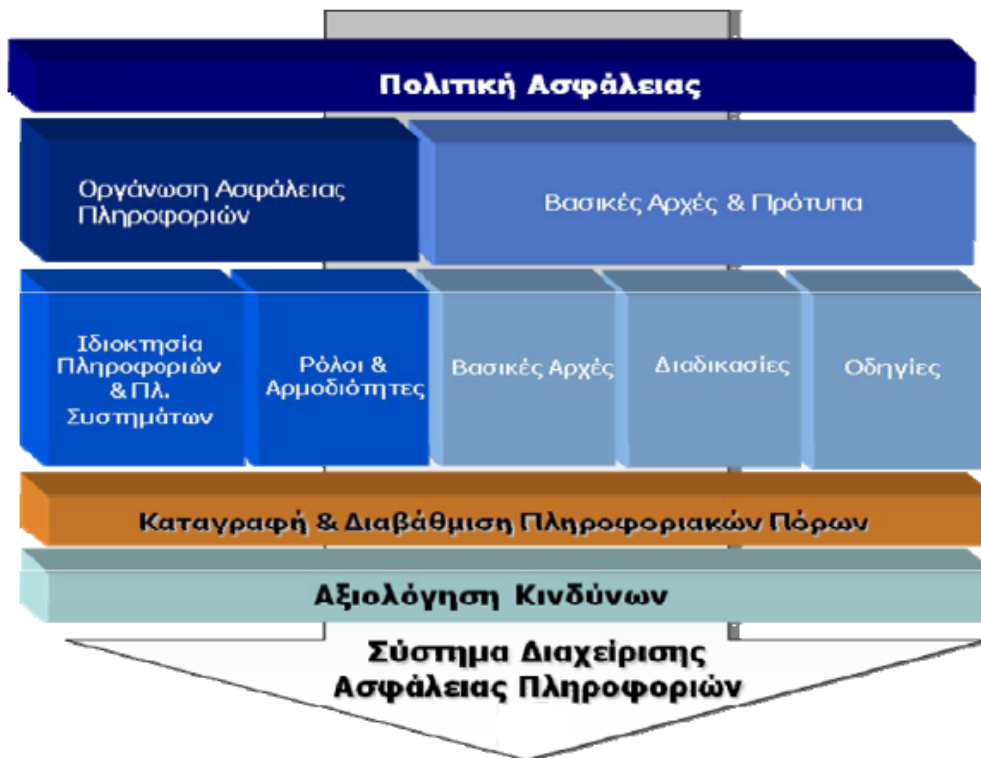 Πολιτική Ασφάλειας
Οργάνωση Ασφάλειας
Πληροφοριών
Βασικές Αρχές & Πρότυπα
Ιδιοκτησία
Πληροφοριών
& Πλ.
Συστημάτων
Ρόλοι &
Αρμοδιότητες
Βασικές Αρχές
Διαδικασίες
Οδηγίες
Καταγραφή & Διαβάθμιση Πληροφοριακών Πόρων
Αξιολόγηση Κινδύνων
Σύστημα Διαχείρισης
Ασφάλειας Πληροφοριών